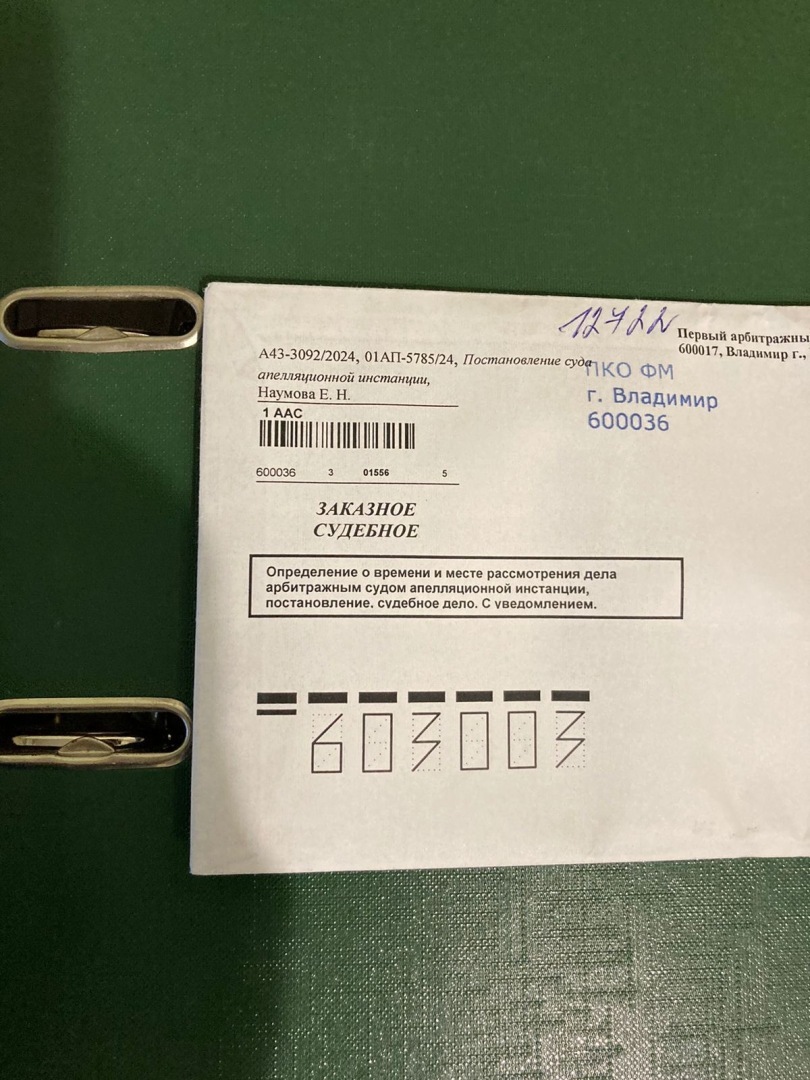 12722
Первый арбитражны
600017, Владимир г.,
А43-3092/2024, 01АП-5785/24, Постановление суда
апелляционной инстанции,
Наумова Е. Н.
ПКО ФМ
г. Владимир
600036
1 ААС
600036 3 01556 5
ЗАКАЗНОЕ
СУДЕБНОЕ
Определение о времени и месте рассмотрения дела
арбитражным судом апелляционной инстанции,
постановление. судебное дело. С уведомлением.
603003